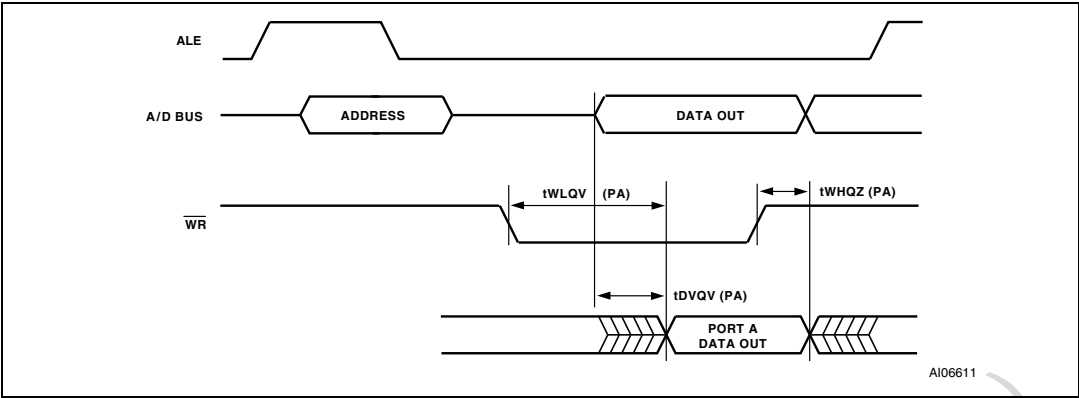 ALE
A/D BUS
ADDRESS
DATA OUT
tWLQV (PA)
tWHQZ (PA)
WR
tDVQV (PA)
PORT A
DATA OUT
AI06611